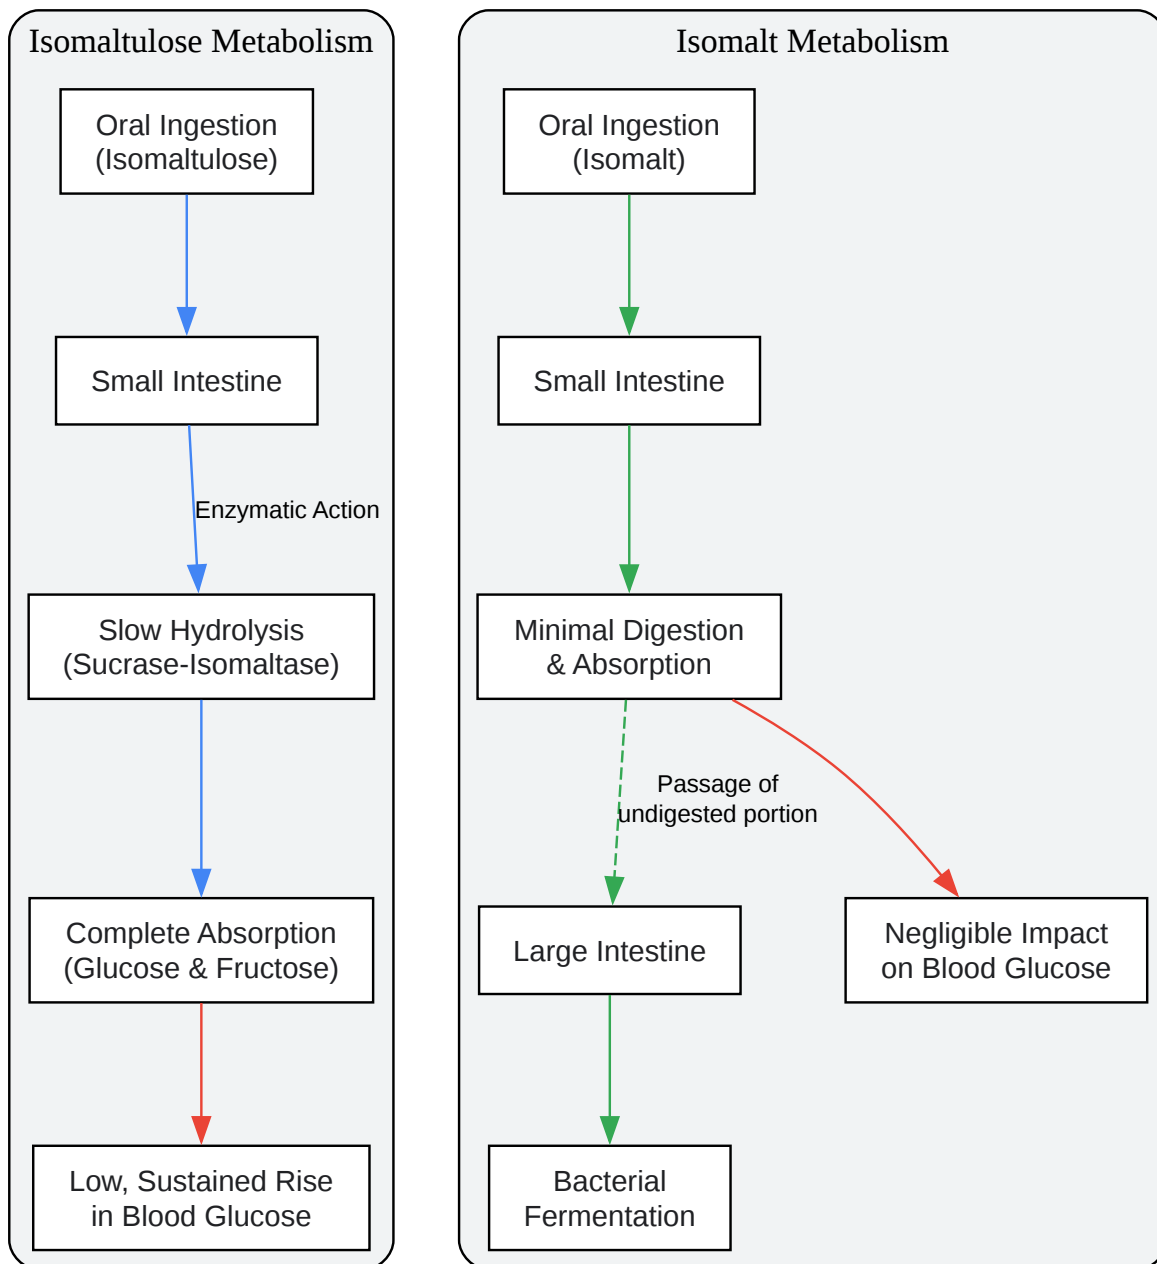 Isomaltulose Metabolism
Oral Ingestion
(Isomaltulose)
Small Intestine
Enzymatic Action
Slow Hydrolysis
(Sucrase-Isomaltase)
Complete Absorption
(Glucose & Fructose)
Low, Sustained Rise
in Blood Glucose
Isomalt Metabolism
Oral Ingestion
(Isomalt)
Small Intestine
Minimal Digestion
& Absorption
Passage of
undigested portion
Large Intestine
Negligible Impact
on Blood Glucose
Bacterial
Fermentation